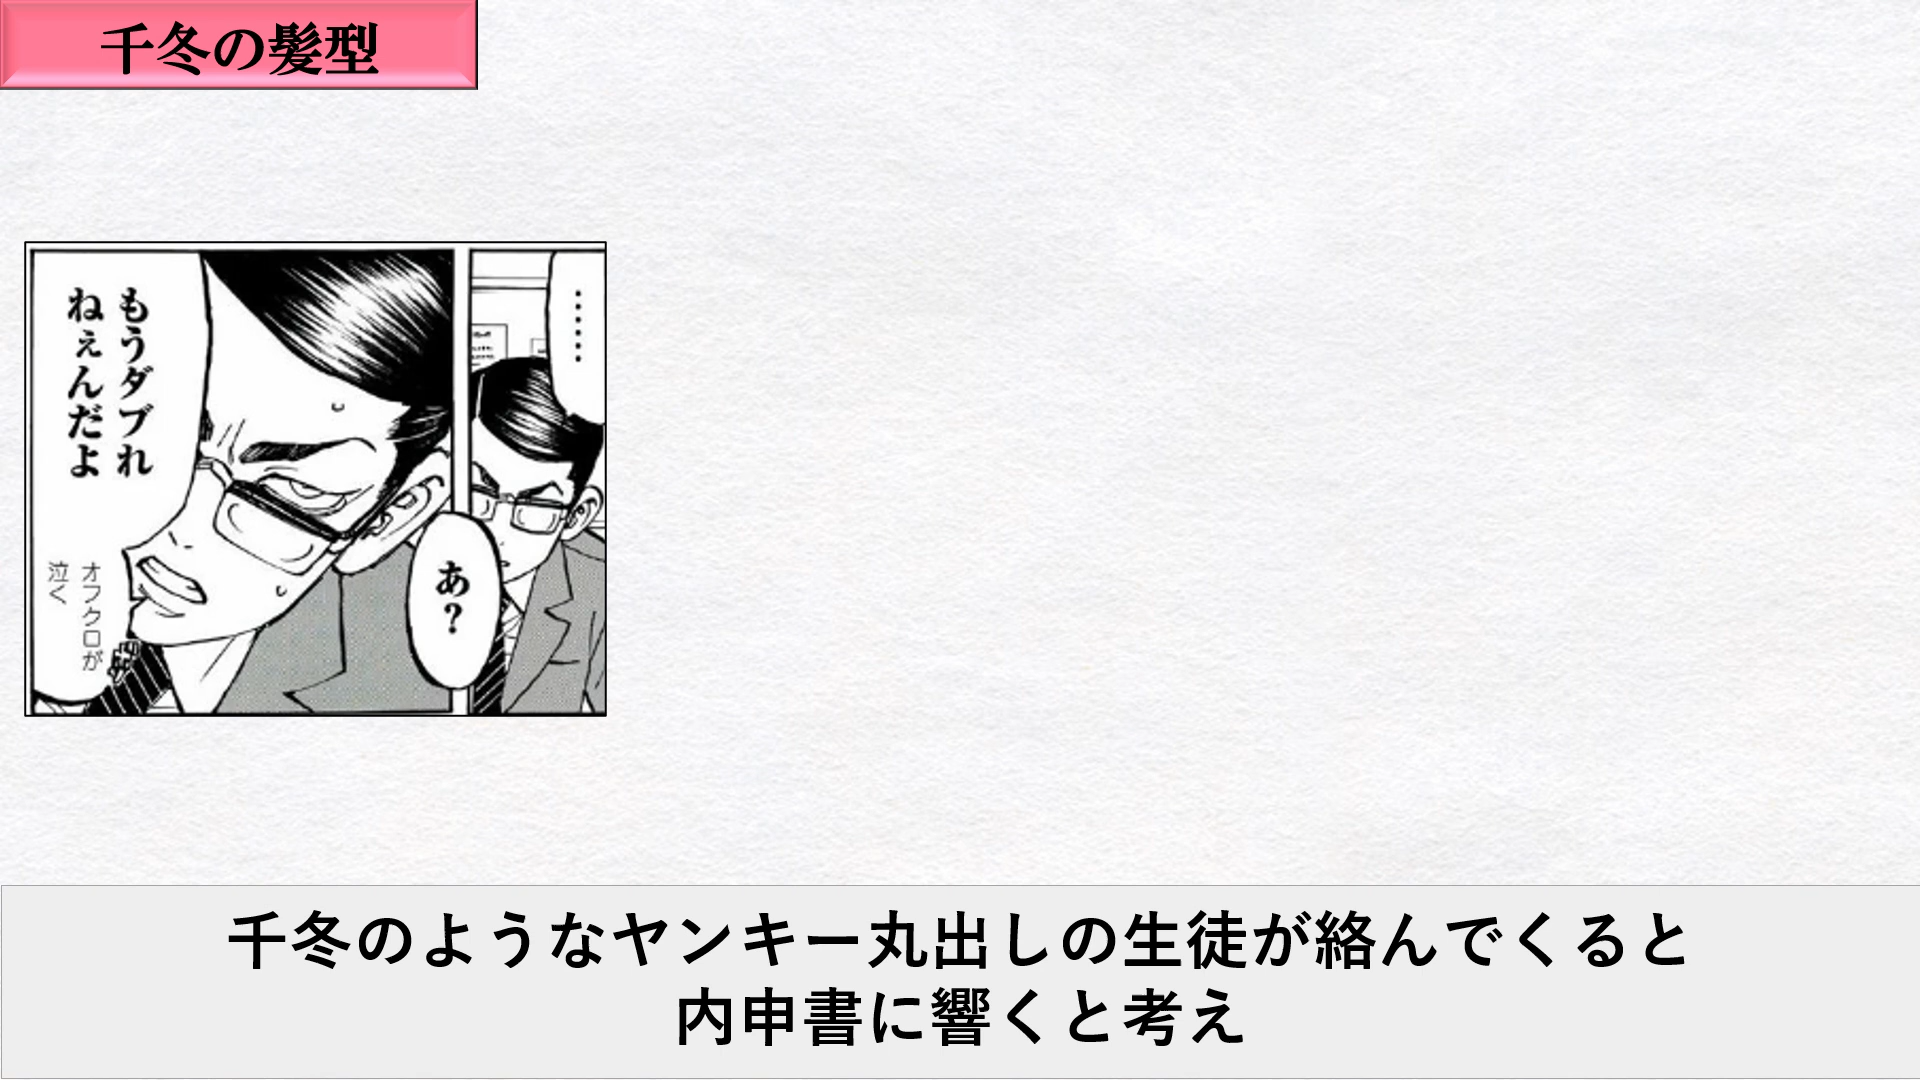 千冬の髪型
……
あ?
もうダブれ
ねぇんだよ
オフクロが
泣く
千冬のようなヤンキー丸出しの生徒が絡んでくると
内申書に響くと考え